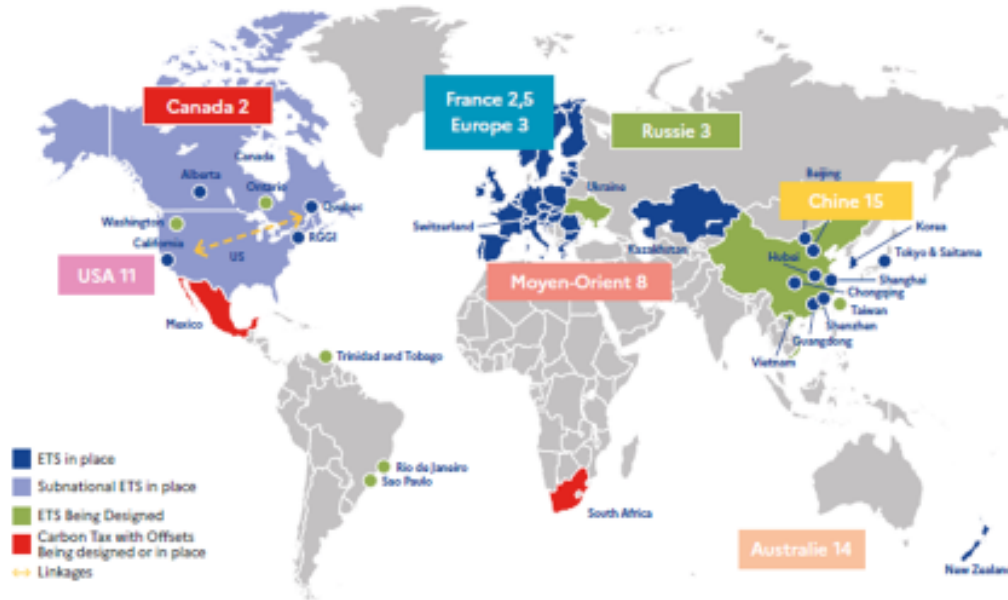 Canada 2
France 2,5
Europe 3
Russie 3
Canada
Alberta
Ontario
Quebec
Washington
California
RGGI
US
USA 11
Mexico
Switzerland
Ukraine
Kazakhstan
Moyen-Orient 8
Beijing
Chine 15
Korea
Hubei
Tokyo & Saitama
Shanghai
Chongqing
Taiwan
Shenzhen
Guangdong
Vietnam
Trinidad and Tobago
Rio de Janeiro
Sao Paulo
South Africa
Australie 14
New Zealand
ETS in place
Subnational ETS in place
ETS Being Designed
Carbon Tax with Offsets
Being designed or in place
Linkages